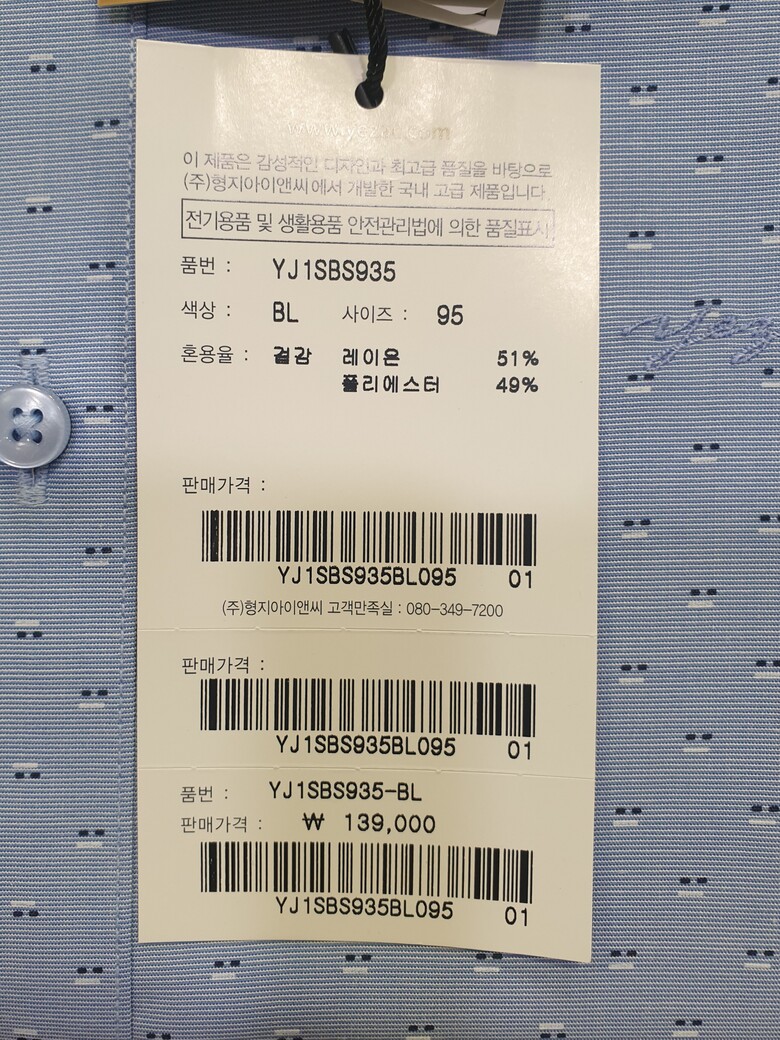 이 제품은 감성적인 디자인과 최고급 품질을 바탕으로
(주)형지아이앤씨에서 개발한 국내 고급 제품입니다
전기용품 및 생활용품 안전관리법에 의한 품질표시
품번 : YJ1SBS935
색상 : BL 사이즈 : 95
혼용율 : 겉감 레이온 51%
폴리에스터 49%
판매가격 :
YJ1SBS935BL095 01
(주)형지아이앤씨 고객만족실 : 080-349-7200
판매가격 :
YJ1SBS935BL095 01
품번 : YJ1SBS935-BL
판매가격 : ₩ 139,000
YJ1SBS935BL095 01